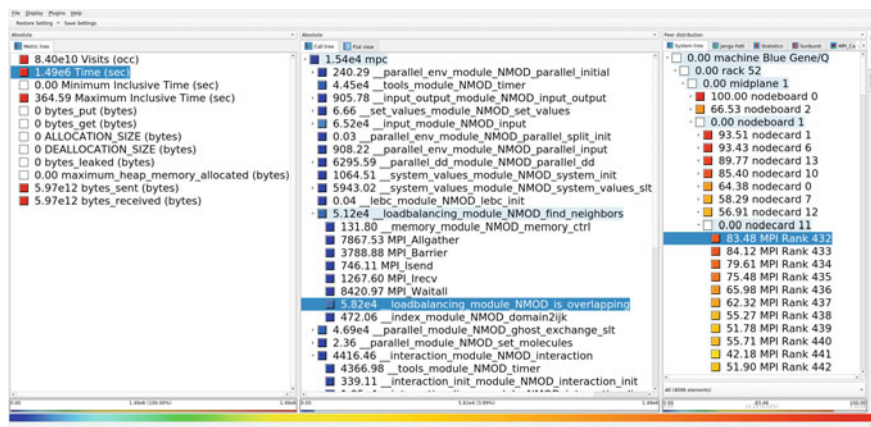 File Display Plugins Help
Restore Setting Save Settings
Absolute
Metric tree
8.40e10 Visits (occ)
1.49e6 Time (sec)
0.00 Minimum Inclusive Time (sec)
364.59 Maximum Inclusive Time (sec)
0 bytes_put (bytes)
0 bytes_get (bytes)
0 ALLOCATION_SIZE (bytes)
0 DEALLOCATION_SIZE (bytes)
0 bytes_leaked (bytes)
0.00 maximum_heap_memory_allocated (bytes)
5.97e12 bytes_sent (bytes)
5.97e12 bytes_received (bytes)
0.00 1.49e6 (100.00%) 1.49e6
Absolute
Call tree Flat view
1.54e4 mpc
240.29 __parallel_env_module_NMOD_parallel_initial
4.45e4 __tools_module_NMOD_timer
905.78 __input_output_module_NMOD_input_output
6.66 __set_values_module_NMOD_set_values
6.52e4 __input_module_NMOD_input
0.03 __parallel_env_module_NMOD_parallel_split_init
908.22 __parallel_module_NMOD_input_parallel
6295.59 __parallel_dd_module_NMOD_parallel_dd
1064.51 __system_values_module_NMOD_system_init
5943.02 __system_values_module_NMOD_system_values_slt
0.04 __lebc_module_NMOD_lebc_init
5.12e4 __loadbalancing_module_NMOD_find_neighbors
131.80 __memory_module_NMOD_memory_ctrl
7867.53 MPI_Allgather
3788.88 MPI_Barrier
746.11 MPI_Isend
1267.60 MPI_Irecv
8420.97 MPI_Waitall
5.82e4 __loadbalancing_module_NMOD_is_overlapping
472.06 __index_module_NMOD_domain2ijk
4.69e4 __parallel_module_NMOD_ghost_exchange_slt
2.36 __parallel_module_NMOD_set_molecules
4416.46 __interaction_module_NMOD_interaction
4366.98 __tools_module_NMOD_timer
339.11 __interaction_init_module_NMOD_interaction_init
0.00 5.82e4 (3.89%) 1.49e6
Peer distribution
System tree Jenga Fett Statistics Sunburst MPI_Ca
0.00 machine Blue Gene/Q
0.00 rack 52
0.00 midplane 1
100.00 nodeboard 0
66.53 nodeboard 2
0.00 nodeboard 1
93.51 nodecard 1
93.43 nodecard 6
89.77 nodecard 13
85.40 nodecard 10
64.38 nodecard 0
58.29 nodecard 7
56.91 nodecard 12
0.00 nodecard 11
83.48 MPI Rank 432
84.12 MPI Rank 433
79.61 MPI Rank 434
75.48 MPI Rank 435
65.98 MPI Rank 436
62.32 MPI Rank 437
55.27 MPI Rank 438
51.78 MPI Rank 439
55.71 MPI Rank 440
42.18 MPI Rank 441
51.90 MPI Rank 442
All (4096 elements)
0.00 83.48 100.00